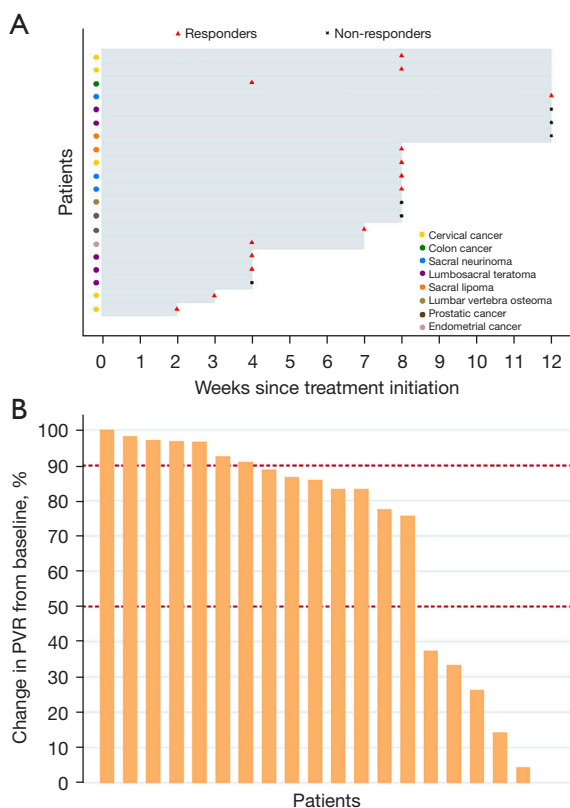 A
Responders
Non-responders
Patients
Cervical cancer
Colon cancer
Sacral neurinoma
Lumbosacral teratoma
Sacral lipoma
Lumbar vertebra osteoma
Prostatic cancer
Endometrial cancer
0 1 2 3 4 5 6 7 8 9 10 11 12
Weeks since treatment initiation
B
Change in PVR from baseline, %
100
90
80
70
60
50
40
30
20
10
0
Patients